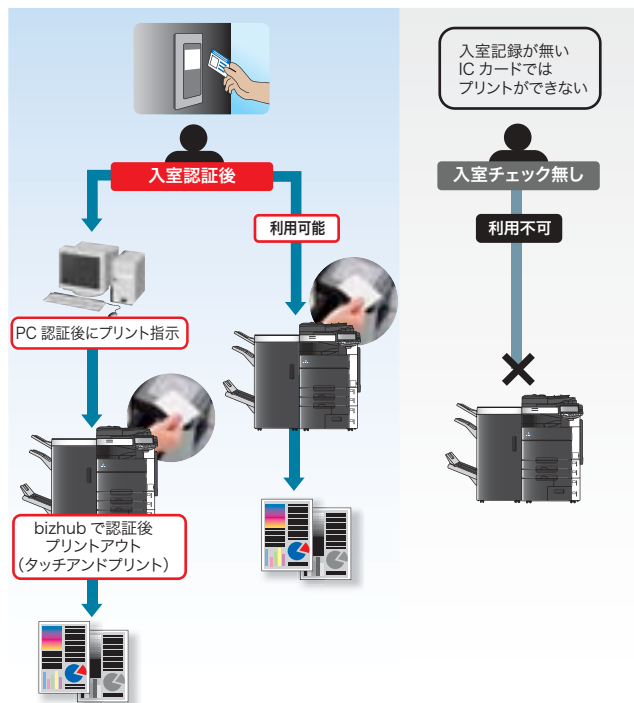 入室認証後
利用可能
PC 認証後にプリント指示
bizhub で認証後
プリントアウト
（タッチアンドプリント）
入室記録が無い
IC カードでは
プリントができない
入室チェック無し
利用不可